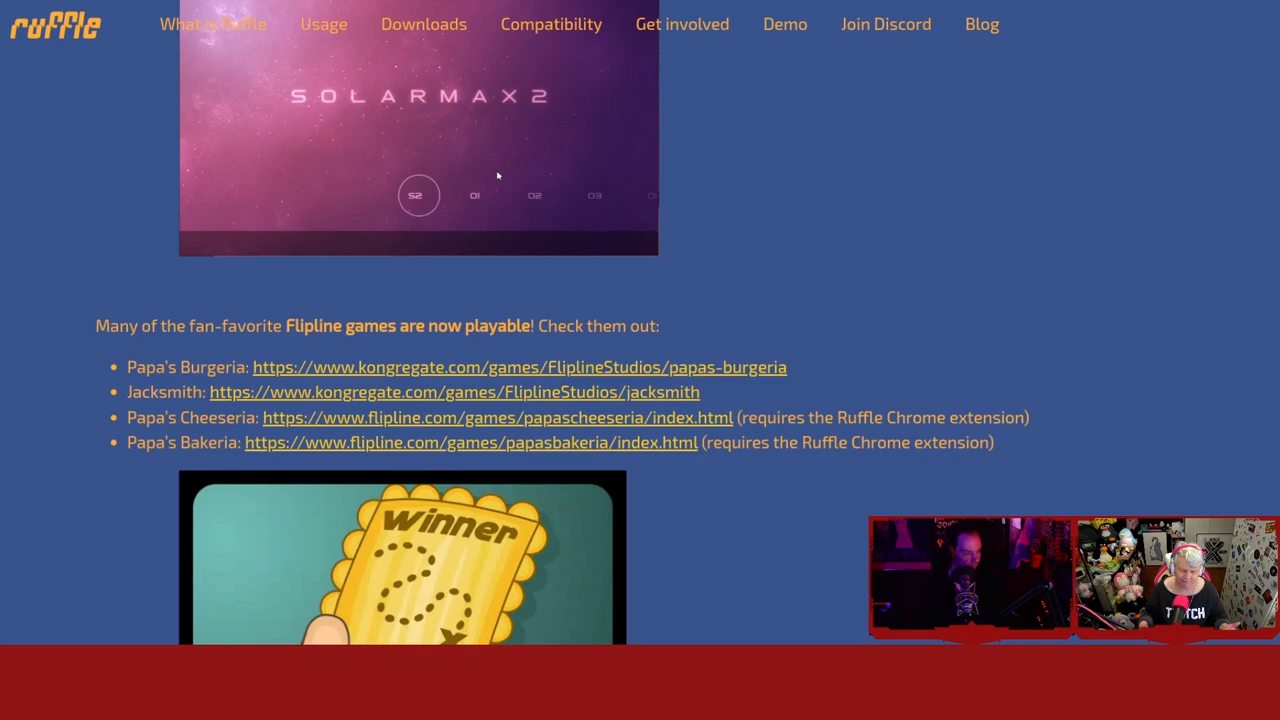 ruffle What is Ruffle Usage Downloads Compatibility Get involved Demo Join Discord Blog
SOLARMAX2
S2 01 02 03
Many of the fan-favorite Flipline games are now playable! Check them out:
Papa's Burgeria: https://www.kongregate.com/games/FliplineStudios/papas-burgeria
Jacksmith: https://www.kongregate.com/games/FliplineStudios/jacksmith
Papa's Cheeseria: https://www.flipline.com/games/papascheeseria/index.html (requires the Ruffle Chrome extension)
Papa's Bakeria: https://www.flipline.com/games/papasbakeria/index.html (requires the Ruffle Chrome extension)
Winner
TWITCH